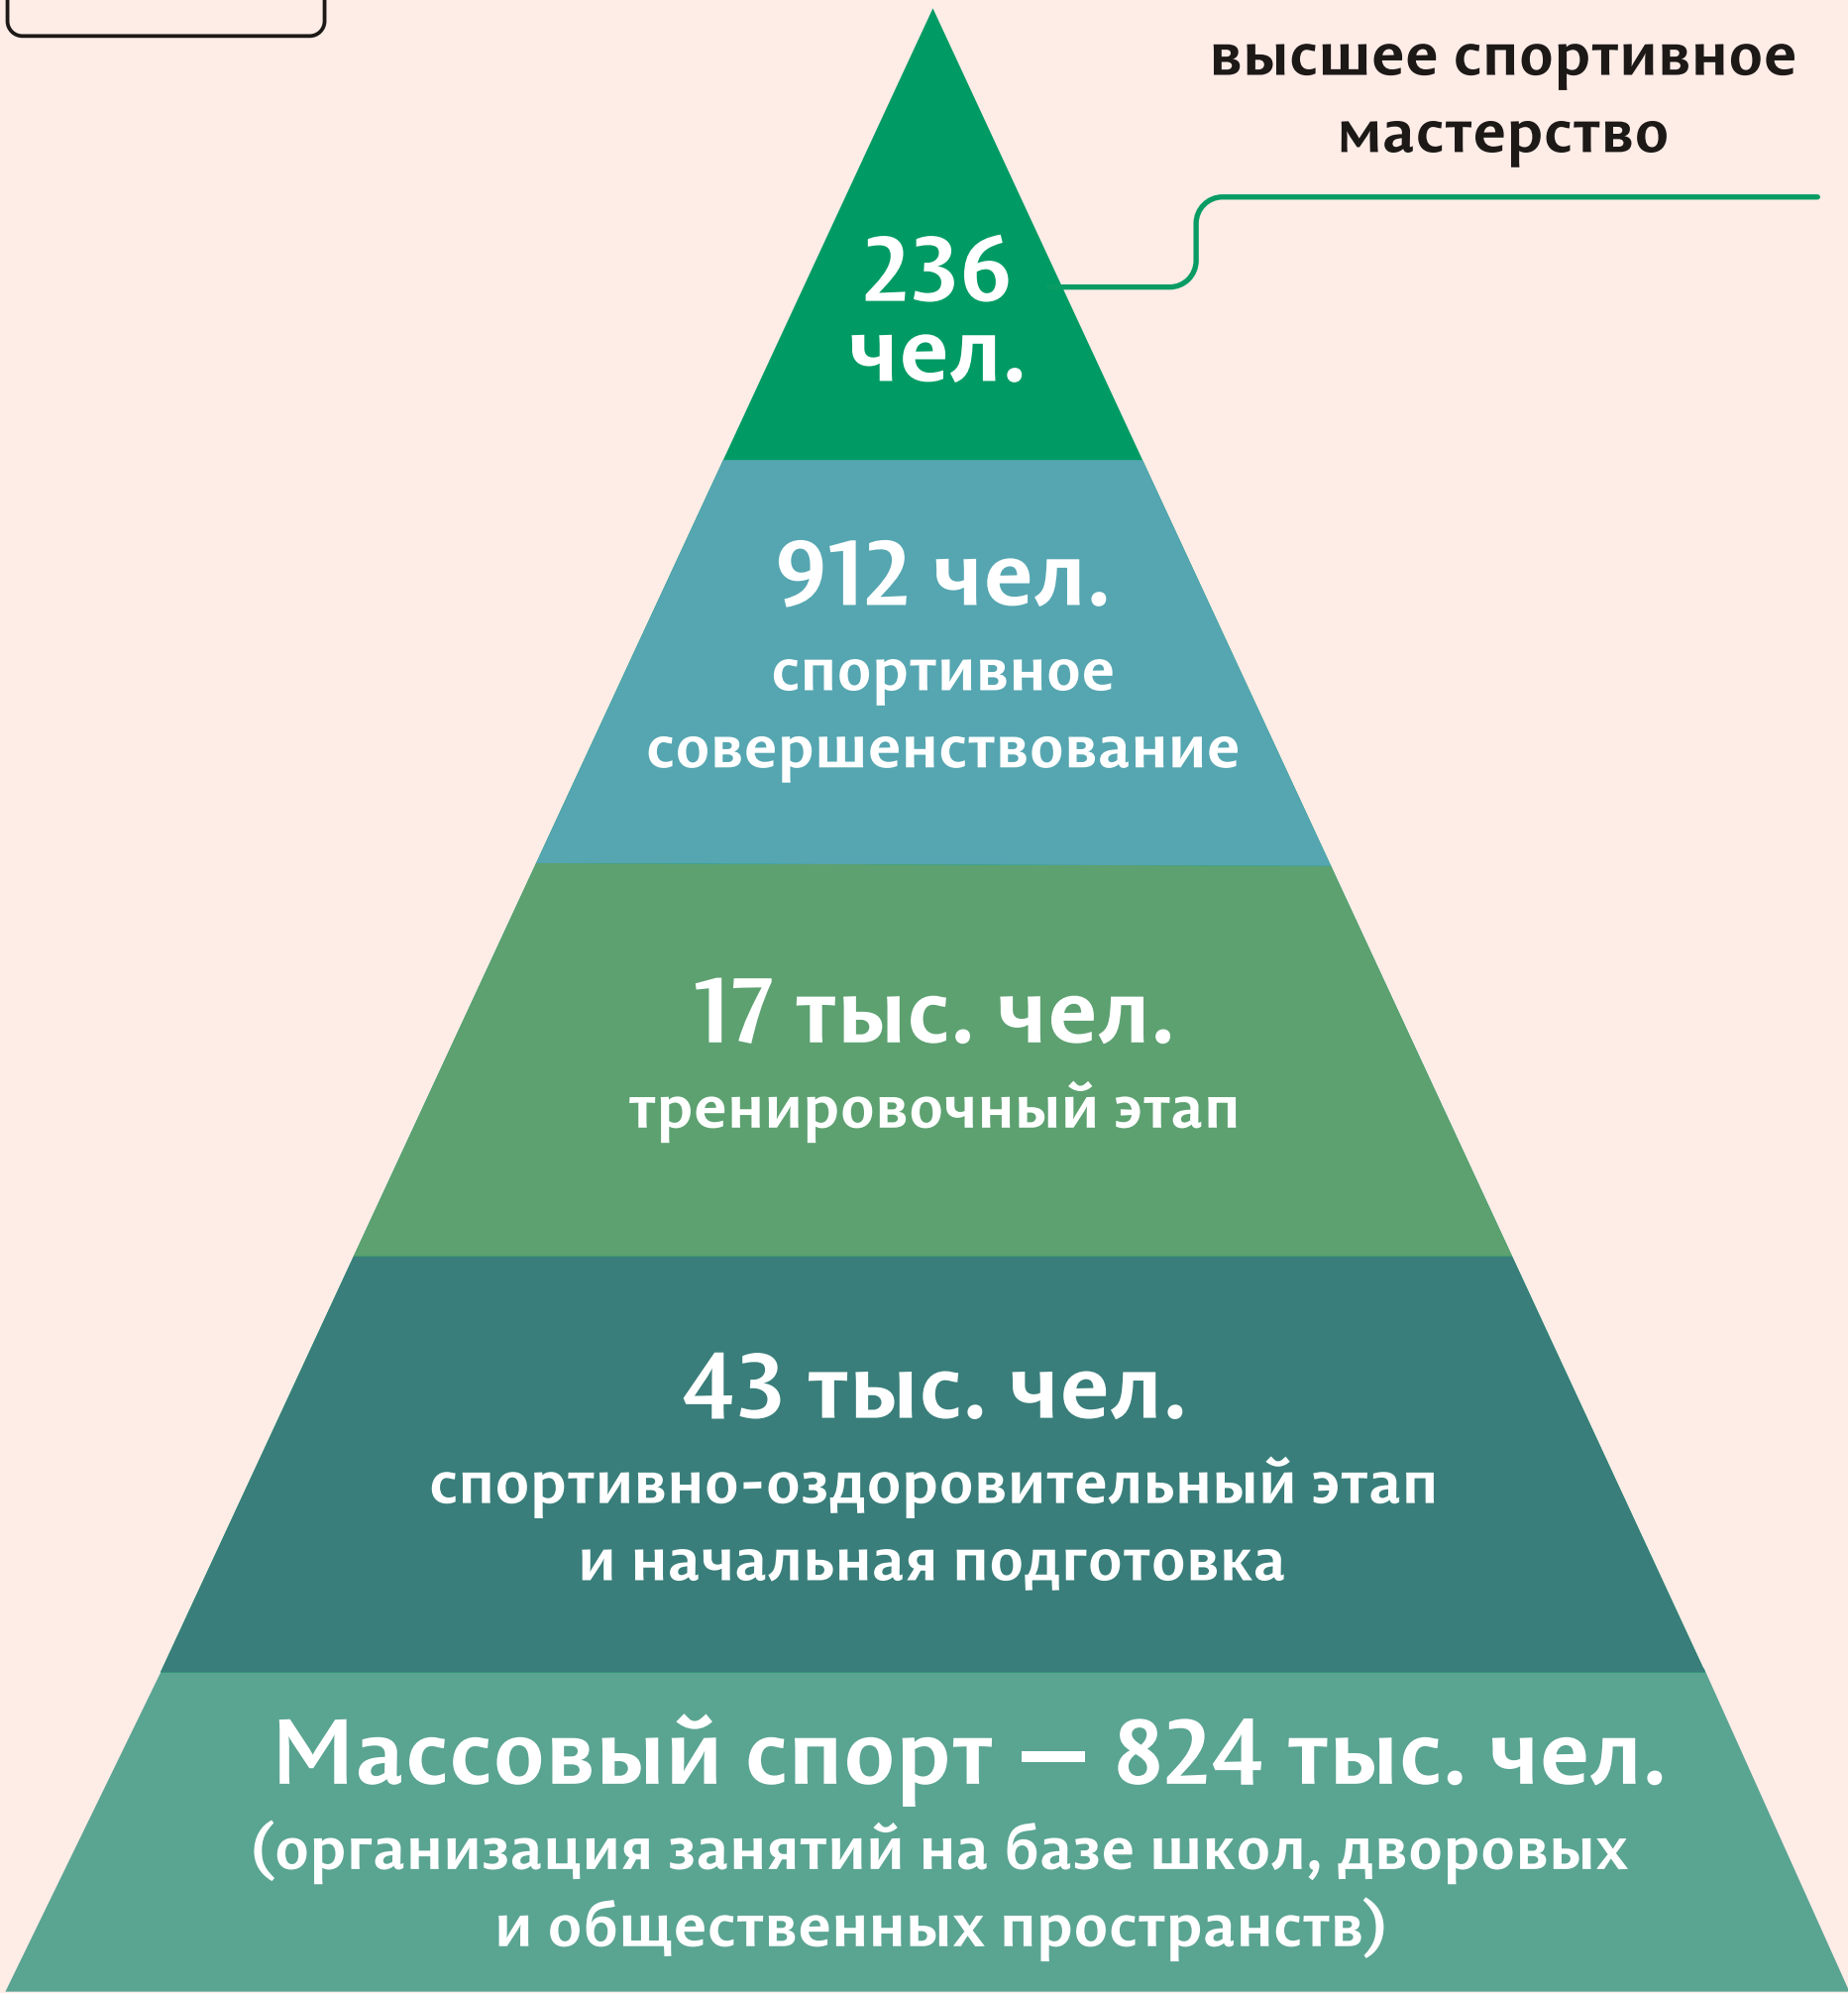 высшее спортивное
мастерство
236
чел.
912 чел.
спортивное
совершенствование
17 тыс. чел.
тренировочный этап
43 тыс. чел.
спортивно-оздоровительный этап
и начальная подготовка
Массовый спорт — 824 тыс. чел.
(организация занятий на базе школ, дворовых
и общественных пространств)